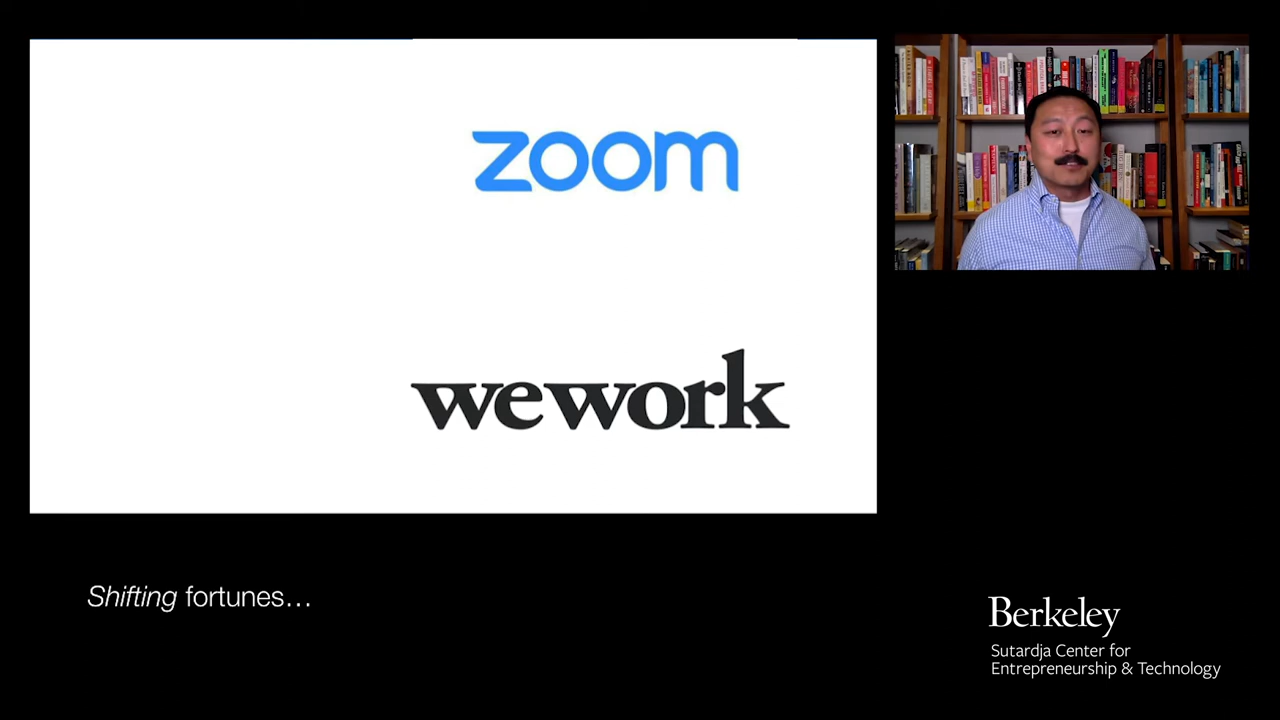 zoom
wework
Shifting fortunes...
Berkeley
Sutardja Center for
Entrepreneurship & Technology